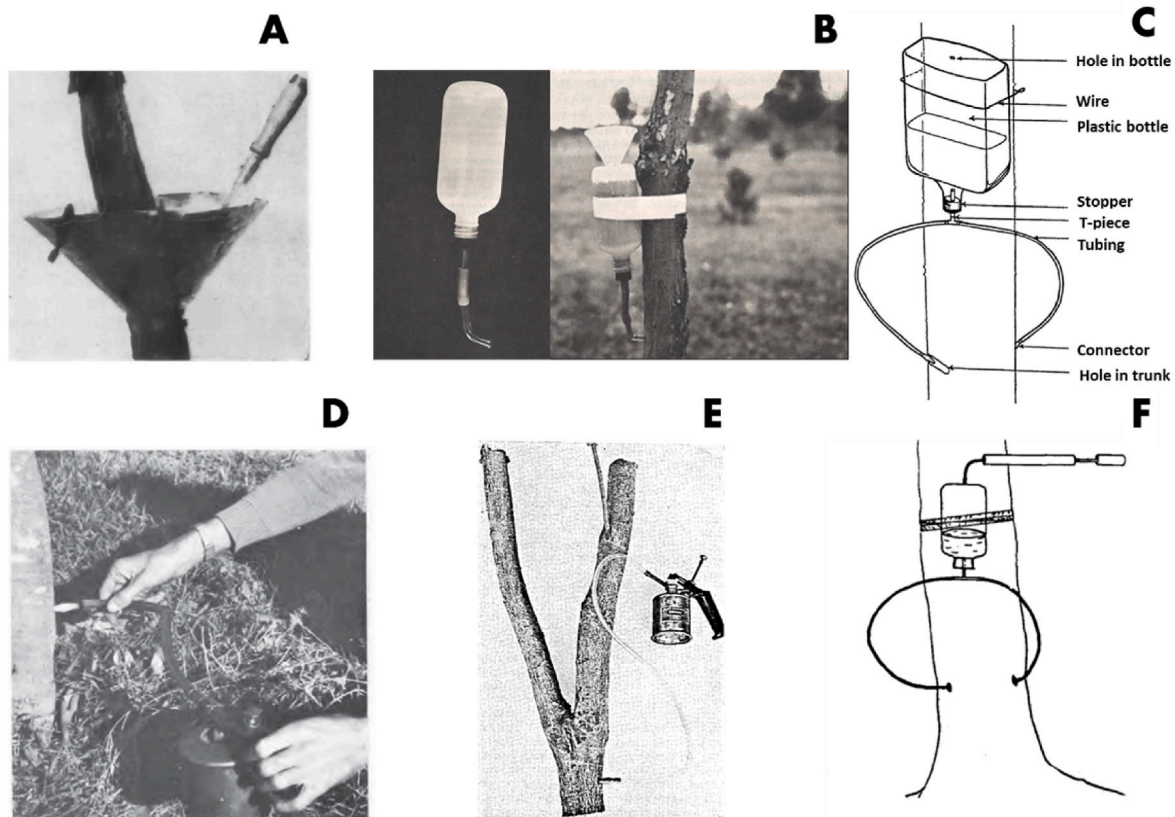 A
B
C
Hole in bottle
Wire
Plastic bottle
Stopper
T-piece
Tubing
Connector
Hole in trunk
D
E
F